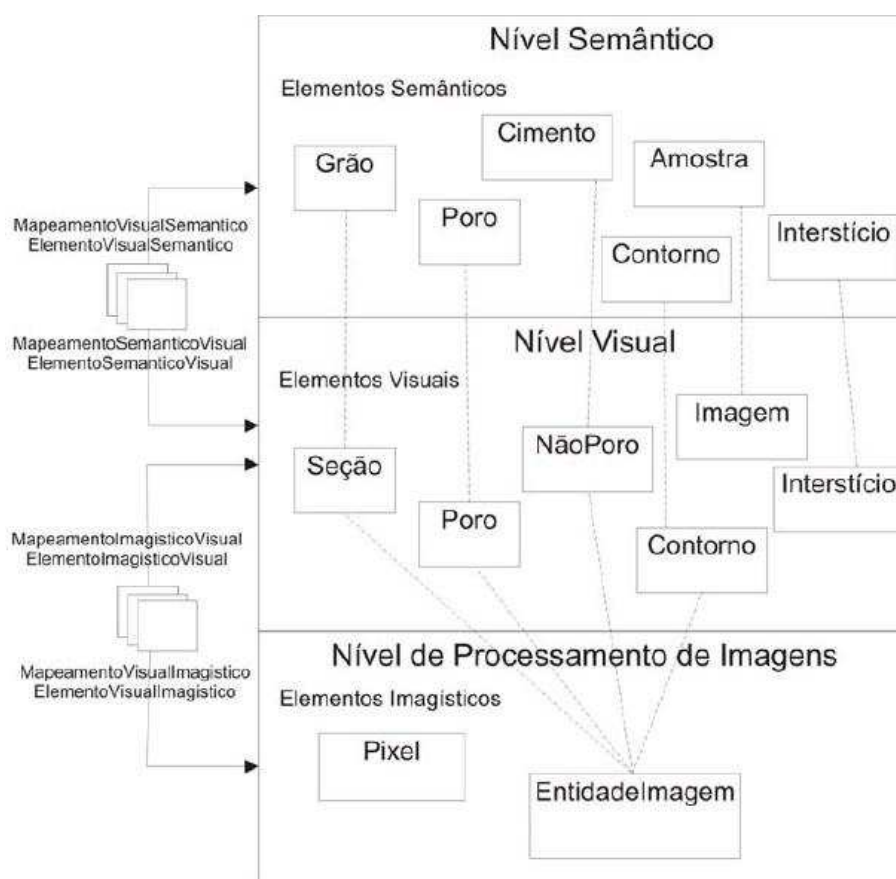 Nível Semântico
Elementos Semânticos
Cimento
Grão
Amostra
Poro
Interstício
Contorno
MapeamentoVisualSemantico
ElementoVisualSemantico
MapeamentoSemanticoVisual
ElementoSemanticoVisual
Nível Visual
Elementos Visuais
Imagem
NãoPoro
Seção
Interstício
Poro
Contorno
MapeamentoImagisticoVisual
ElementoImagisticoVisual
MapeamentoVisualImagistico
ElementoVisualImagistico
Nível de Processamento de Imagens
Elementos Imagisticos
Pixel
EntidadeImagem